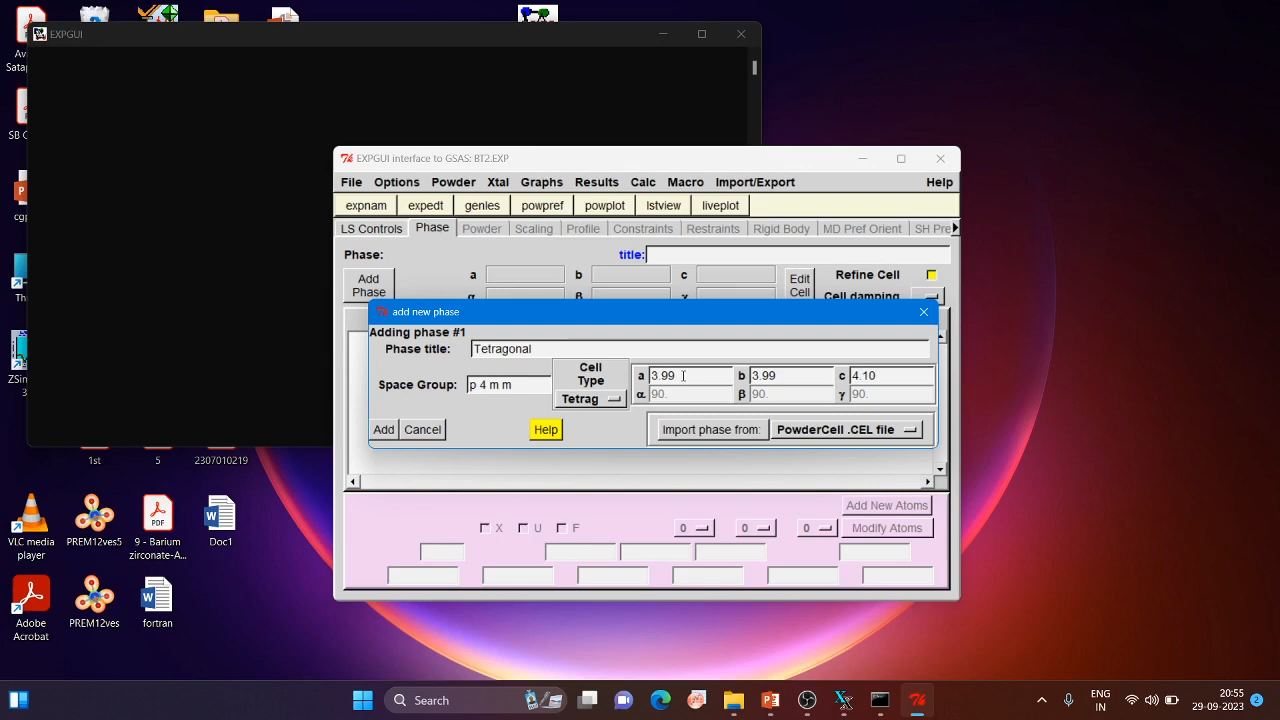 EXPGUI
EXPGUI interface to GSAS: BT2.EXP
File Options Powder Xtal Graphs Results Calc Macro Import/Export Help
expnam expedt genles powpref powplot lstview liveplot
LS Controls Phase Powder Scaling Profile Constraints Restraints Rigid Body MD Pref Orient SH Pre
Phase: title:
Add Phase a b c Edit Cell Refine Cell
α β γ Cell damping
add new phase
Adding phase #1
Phase title: Tetragonal
Space Group: p 4 m m
Cell Type
Tetrag
a 3.99 b 3.99 c 4.10
α 90. β 90. γ 90.
Add Cancel Help Import phase from: PowderCell .CEL file
Add New Atoms
X U F 0 0 0 Modify Atoms
Avi
Satap
SB C
cg
Th
ZSim
1st 5 2307010219
VLC media player
PREM12ves
PDF
9 - Barium zirconate-A...
Doc1
Adobe Acrobat
PREM12ves
fortran
Search
ENG
IN
20:55
29-09-2023
2